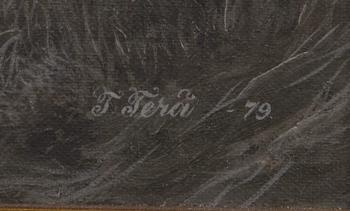 T. Terä - 79.